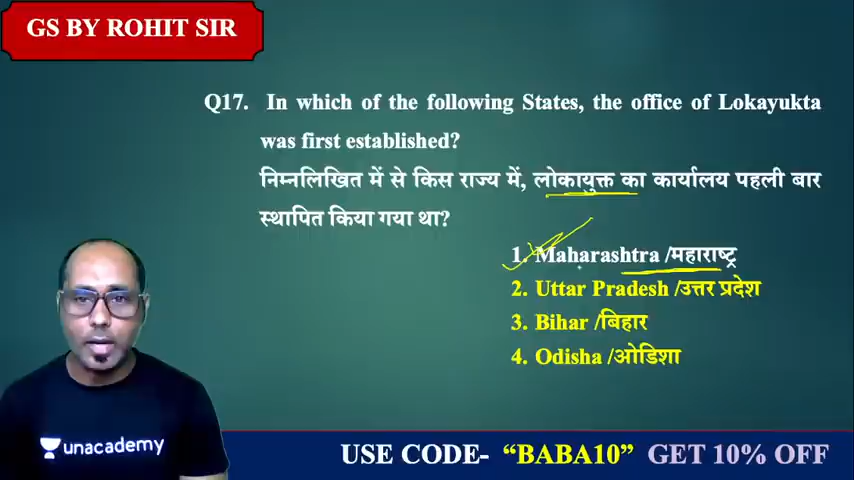 GS BY ROHIT SIR
Q17. In which of the following States, the office of Lokayukta
was first established?
निम्नलिखित में से किस राज्य में, लोकायुक्त का कार्यालय पहली बार
स्थापित किया गया था?
1. Maharashtra /महाराष्ट्र
2. Uttar Pradesh /उत्तर प्रदेश
3. Bihar /बिहार
4. Odisha /ओडिशा
unacademy
USE CODE- “BABA10” GET 10% OFF